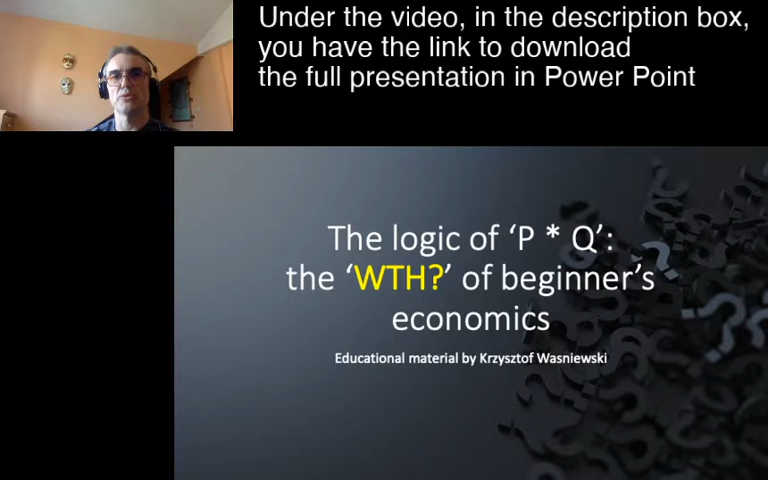 Under the video, in the description box,
you have the link to download
the full presentation in Power Point
The logic of ‘P * Q’:
the ‘WTH?’ of beginner’s
economics
Educational material by Krzysztof Wasniewski